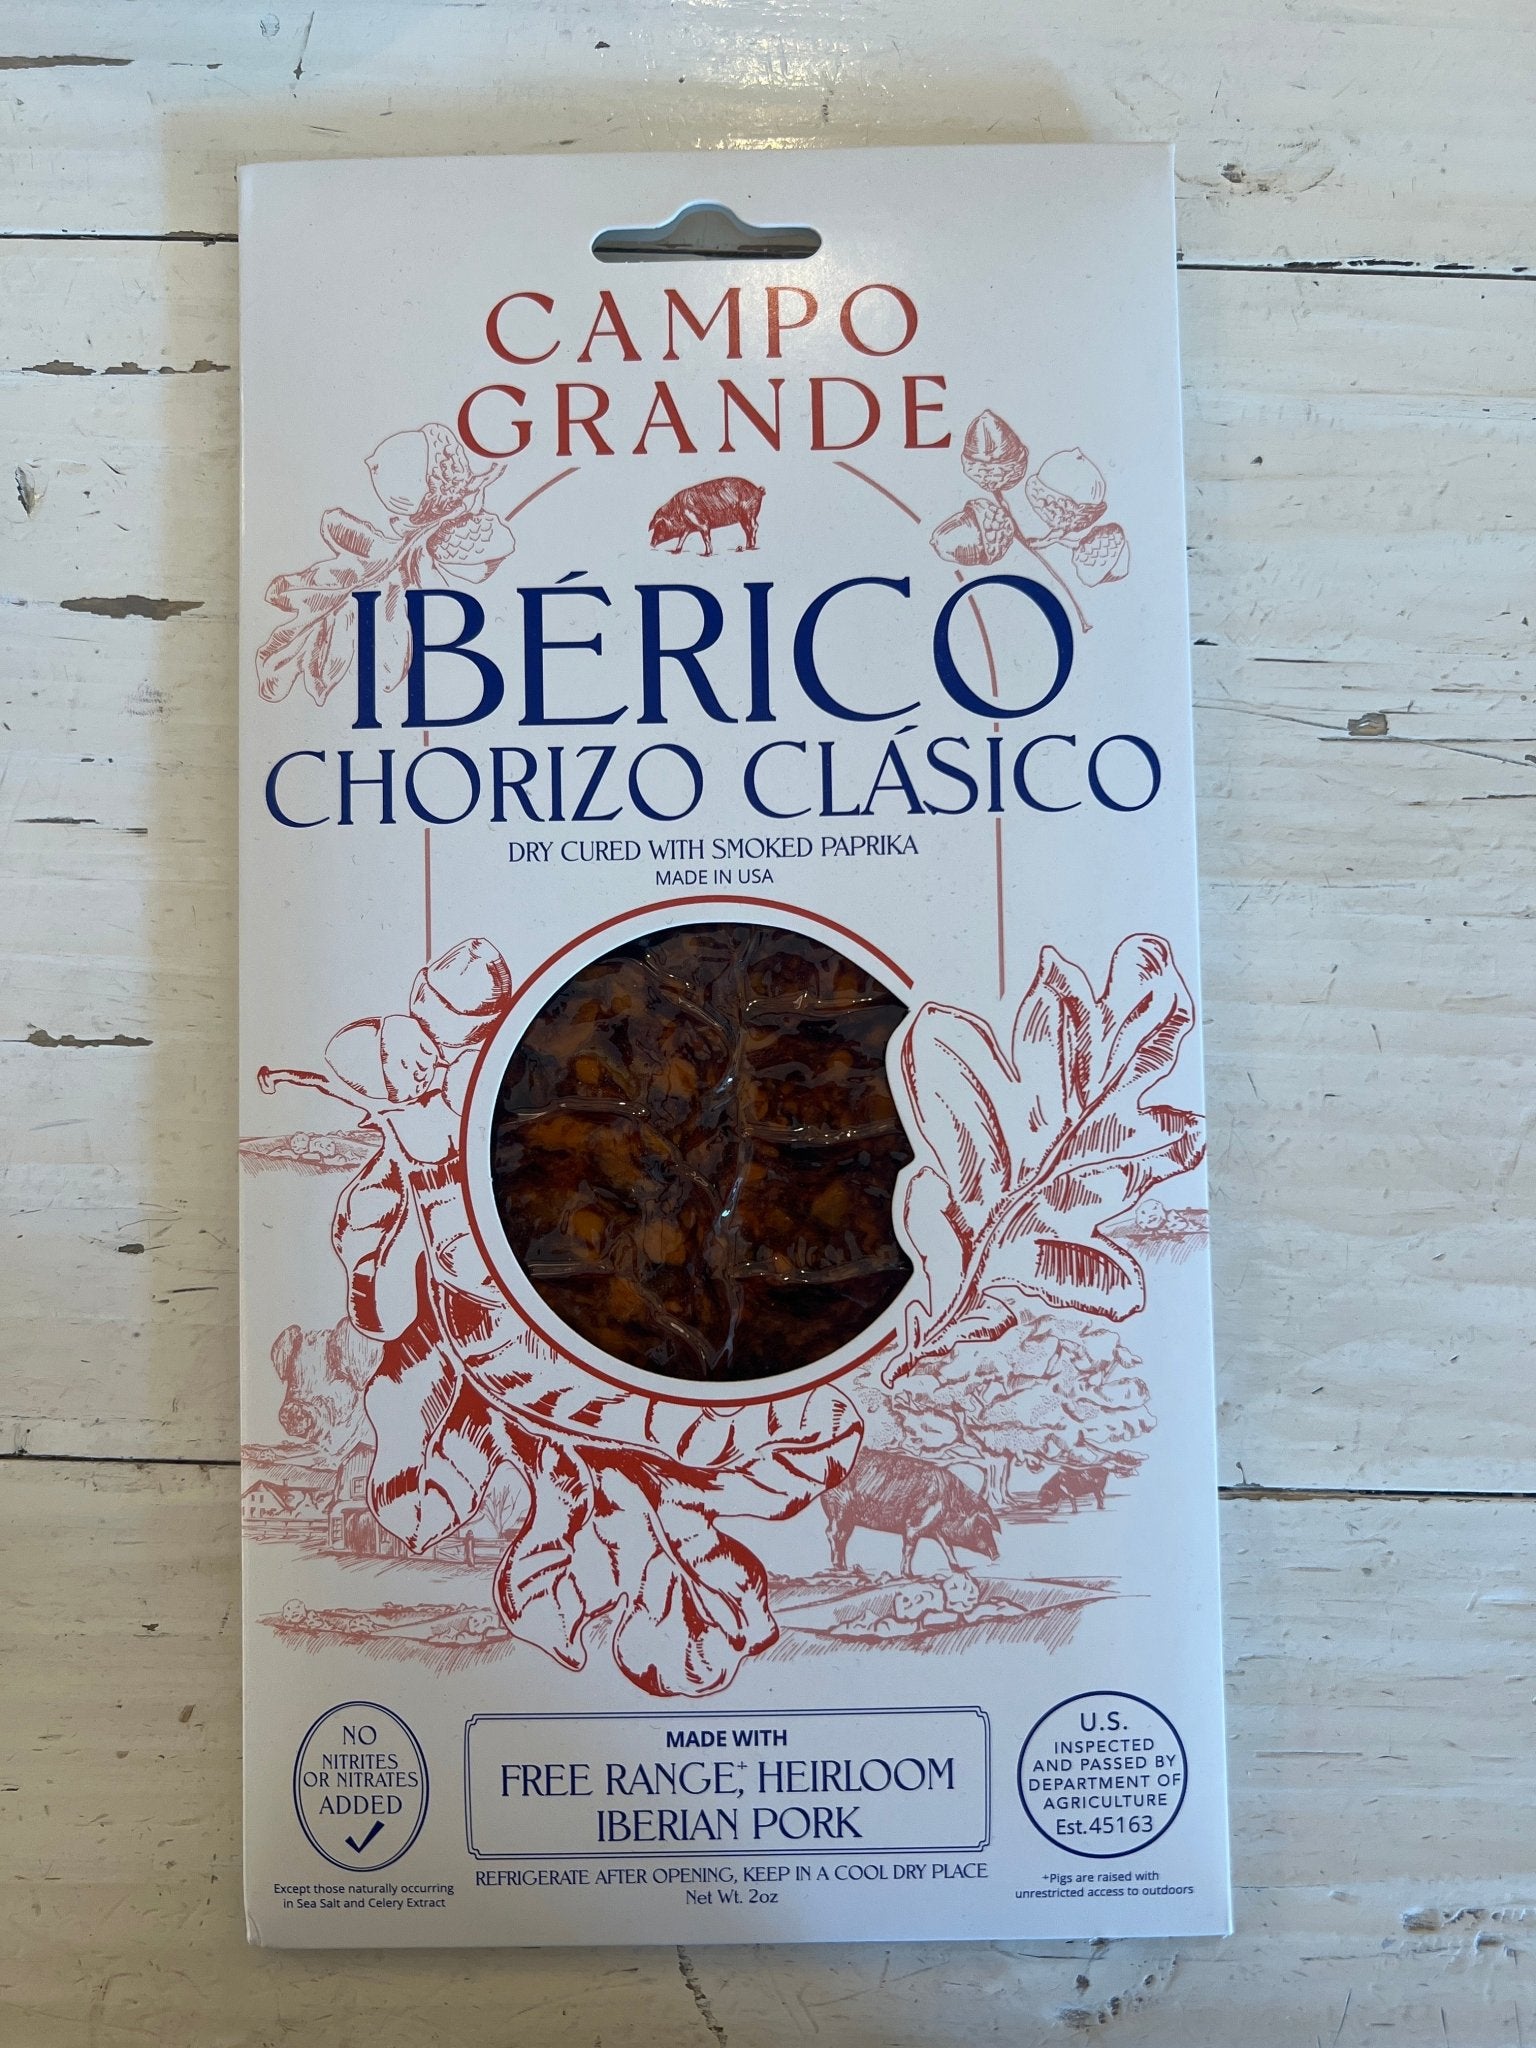 CAMPO
GRANDE
IBÉRICO
CHORIZO CLÁSICO
DRY CURED WITH SMOKED PAPRIKA
MADE IN USA
NO
NITRITES
OR NITRATES
ADDED
Except those naturally occurring
in Sea Salt and Celery Extract
MADE WITH
FREE RANGE,+ HEIRLOOM
IBERIAN PORK
REFRIGERATE AFTER OPENING, KEEP IN A COOL DRY PLACE
Net Wt. 2oz
U.S.
INSPECTED
AND PASSED BY
DEPARTMENT OF
AGRICULTURE
Est.45163
+Pigs are raised with
unrestricted access to outdoors